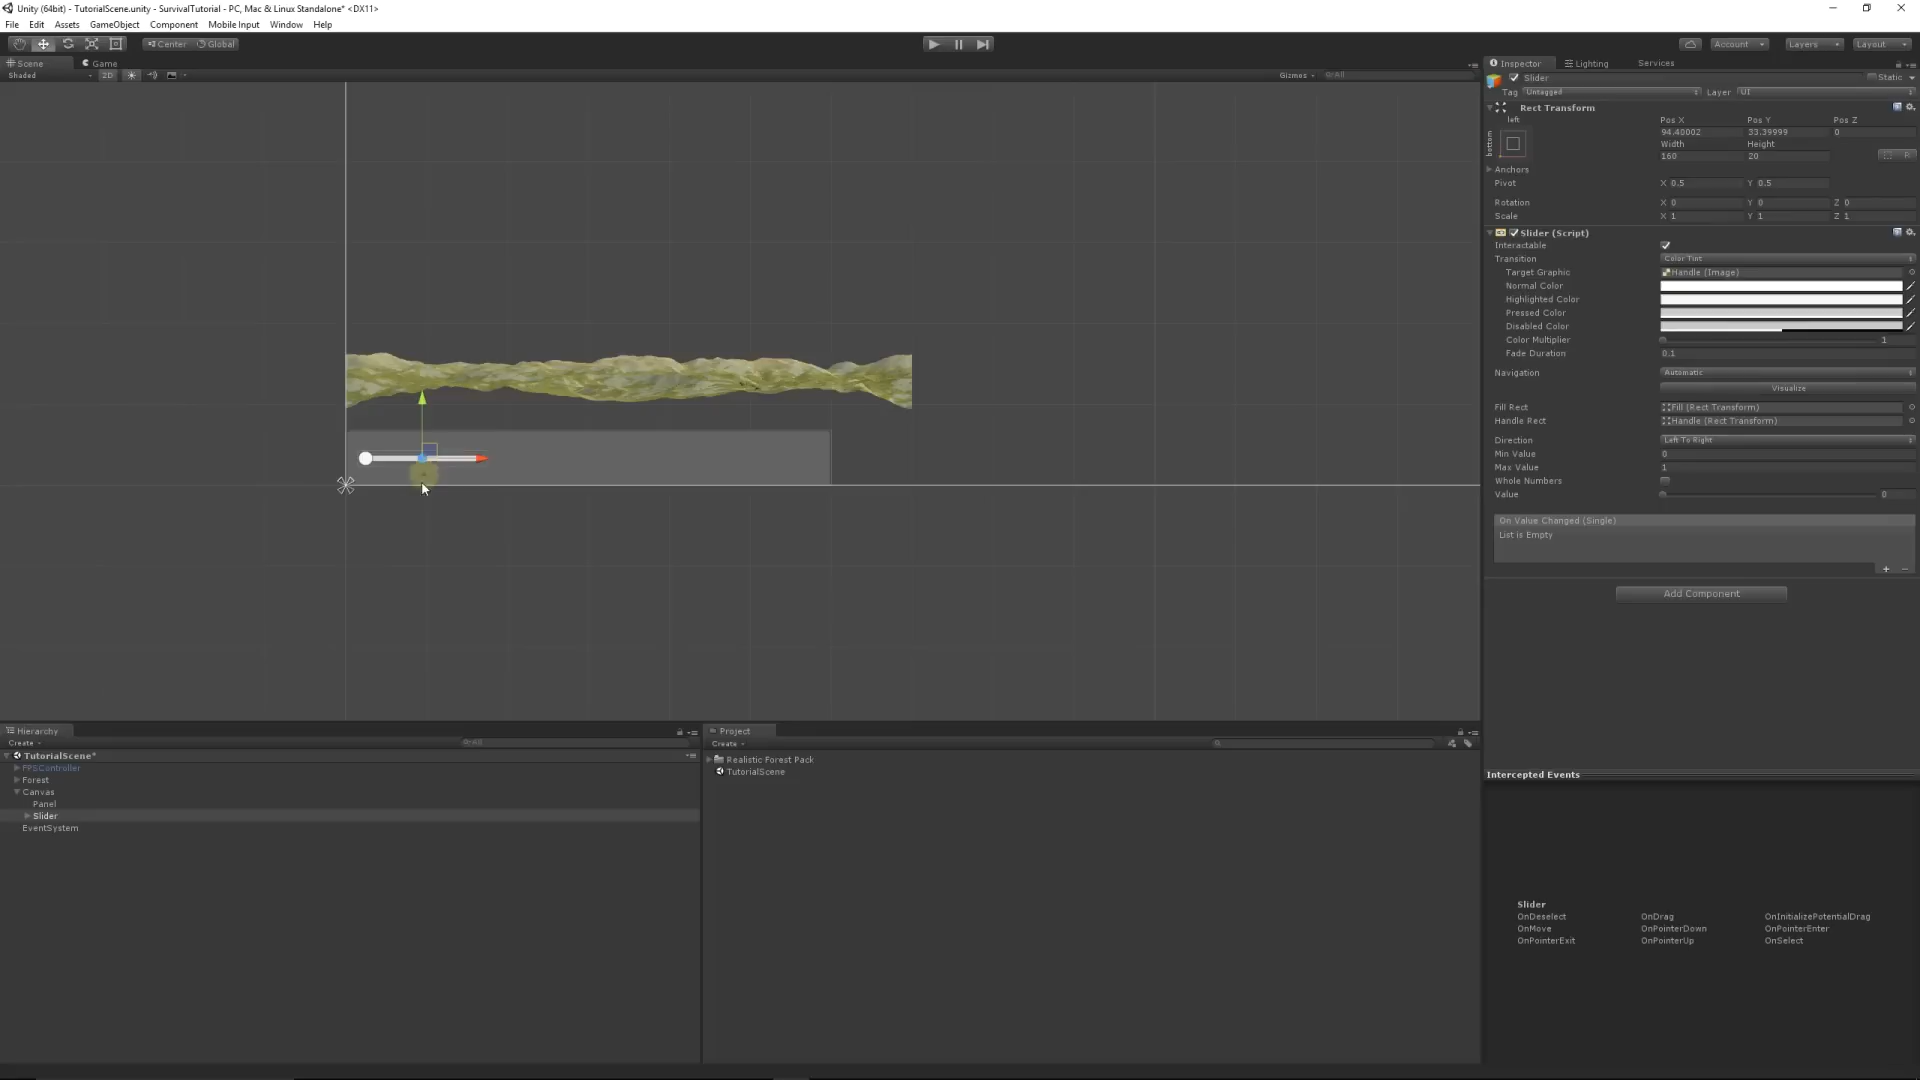 Unity (64bit) - TutorialScene.unity - SurvivalTutorial - PC, Mac & Linux Standalone* <DX11>
File Edit Assets GameObject Component Mobile Input Window Help
Center Global Account Layers Layout
Scene Game
Shaded 2D Gizmos All
Inspector Lighting Services
Slider Static
Tag Untagged Layer UI
Rect Transform
left
bottom
Pos X Pos Y Pos Z
94.40002 33.39999 0
Width Height
160 20
R
Anchors
Pivot X 0.5 Y 0.5
Rotation X 0 Y 0 Z 0
Scale X 1 Y 1 Z 1
Slider (Script)
Interactable
Transition Color Tint
Target Graphic Handle (Image)
Normal Color
Highlighted Color
Pressed Color
Disabled Color
Color Multiplier 1
Fade Duration 0.1
Navigation Automatic
Visualize
Fill Rect Fill (Rect Transform)
Handle Rect Handle (Rect Transform)
Direction Left To Right
Min Value 0
Max Value 1
Whole Numbers
Value 0
On Value Changed (Single)
List is Empty
+ −
Add Component
Hierarchy
Create All
TutorialScene*
FPSController
Forest
Canvas
Panel
Slider
EventSystem
Project
Create
Realistic Forest Pack
TutorialScene
Intercepted Events
Slider
OnDeselect OnDrag OnInitializePotentialDrag
OnMove OnPointerDown OnPointerEnter
OnPointerExit OnPointerUp OnSelect